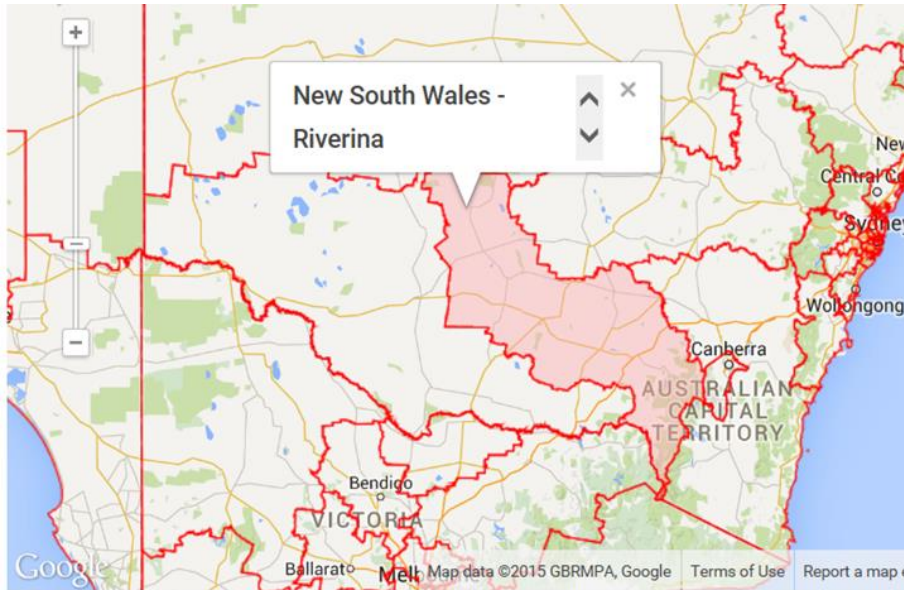 New South Wales -
Riverina
New
Central Co
Sydney
Wollongong
Canberra
AUSTRALIAN
CAPITAL
TERRITORY
Bendigo
VICTORIA
Ballarat
Google
Map data ©2015 GBRMPA, Google
Terms of Use
Report a map e